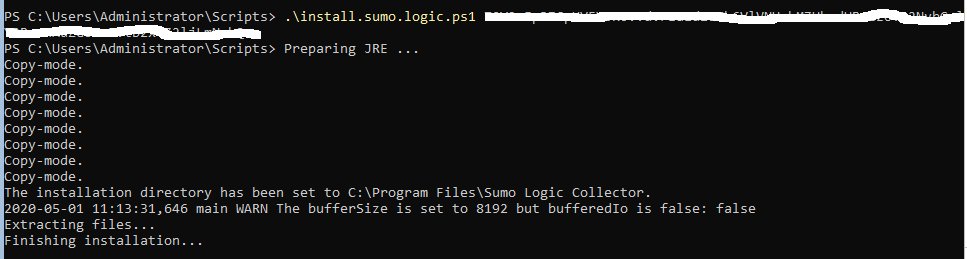 PS C:\Users\Administrator\Scripts> .\install.sumo.logic.ps1
PS C:\Users\Administrator\Scripts> Preparing JRE ...
Copy-mode.
Copy-mode.
Copy-mode.
Copy-mode.
Copy-mode.
Copy-mode.
Copy-mode.
Copy-mode.
The installation directory has been set to C:\Program Files\Sumo Logic Collector.
2020-05-01 11:13:31,646 main WARN The bufferSize is set to 8192 but bufferedIo is false: false
Extracting files...
Finishing installation...